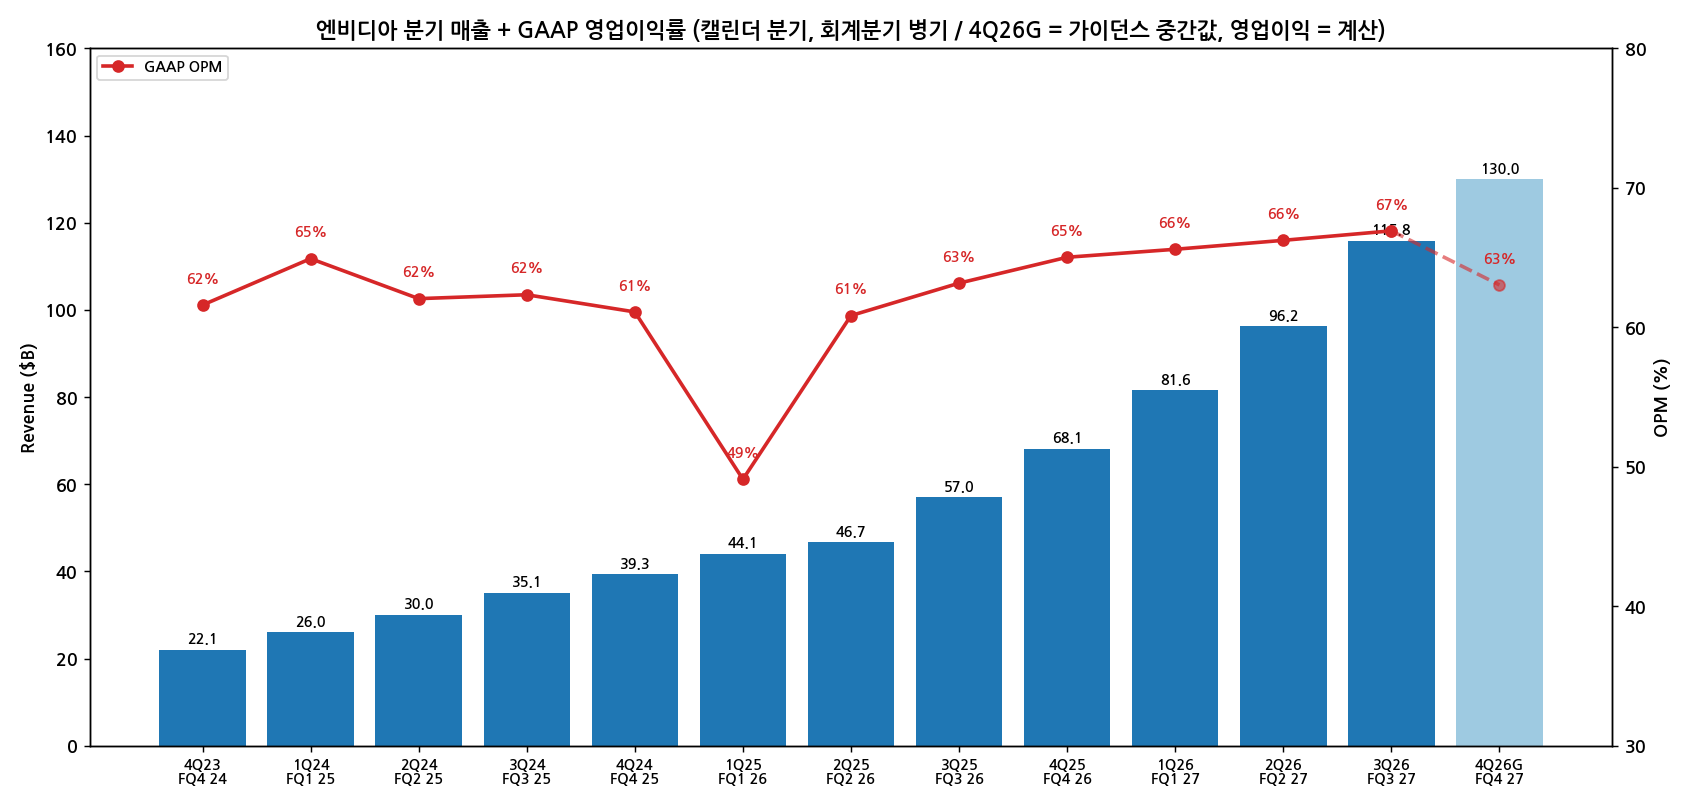 엔비디아 분기 매출 + GAAP 영업이익률 (캘린더 분기, 회계분기 병기 / 4Q26G = 가이던스 중간값, 영업이익 = 계산)
GAAP OPM
Revenue ($B)
160
140
120
100
80
60
40
20
0
62%
65%
62%
62%
61%
49%
61%
63%
65%
66%
66%
67%
63%
22.1
26.0
30.0
35.1
39.3
44.1
46.7
57.0
68.1
81.6
96.2
130.0
80
70
60
50
40
30
OPM (%)
4Q23
FQ4 24
1Q24
FQ1 25
2Q24
FQ2 25
3Q24
FQ3 25
4Q24
FQ4 25
1Q25
FQ1 26
2Q25
FQ2 26
3Q25
FQ3 26
4Q25
FQ4 26
1Q26
FQ1 27
2Q26
FQ2 27
3Q26
FQ3 27
4Q26G
FQ4 27